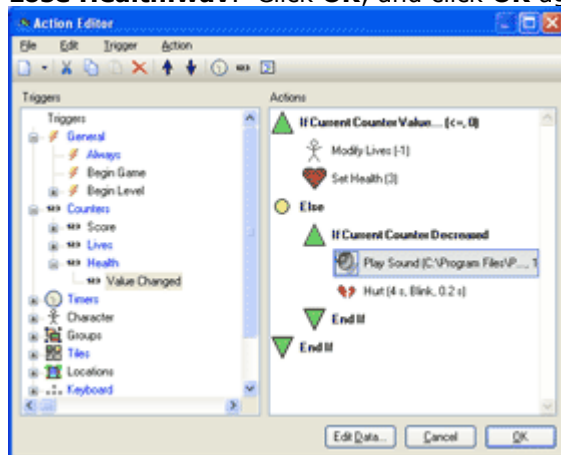 Lose Health.wav. Click OK, and click OK
Action Editor
File Edit Trigger Action
Triggers
Actions
Triggers
General
Always
Begin Game
Begin Level
Counters
Score
Lives
Health
Value Changed
Timers
Character
Groups
Tiles
Locations
Keyboard
If Current Counter Value... (<=, 0)
Modify Lives (-1)
Set Health (3)
Else
If Current Counter Decreased
Play Sound (C:\Program Files\P..., 1
Hurt (4 s, Blink, 0.2 s)
End If
End If
Edit Data... Cancel OK